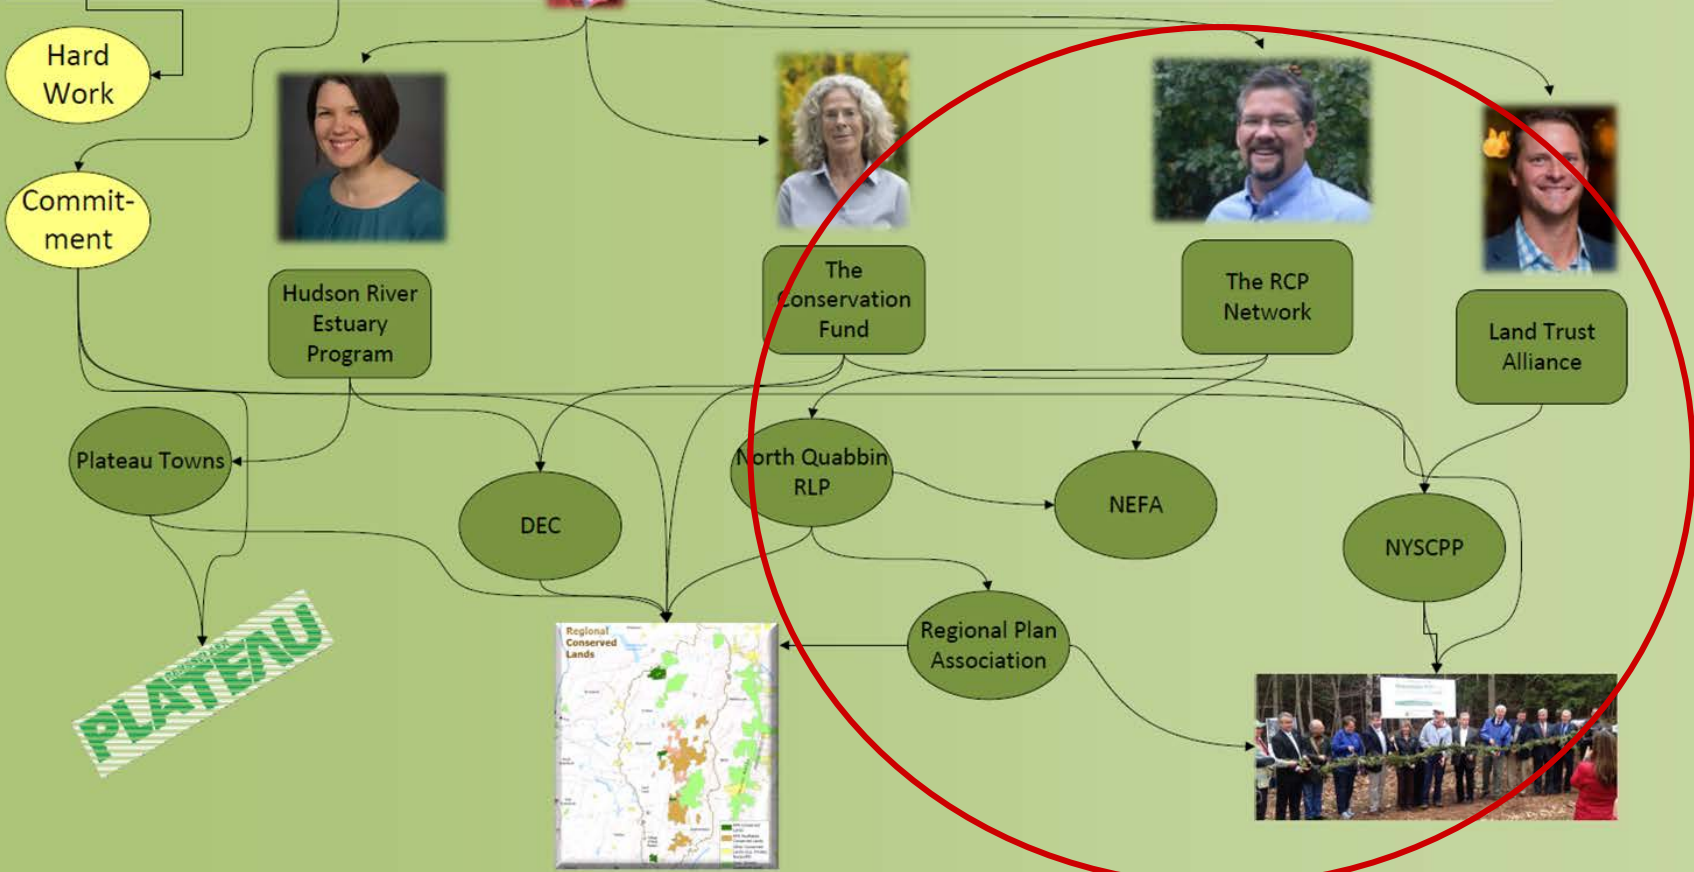 Hard
Work
Commit-
ment
Hudson River
Estuary
Program
The
Conservation
Fund
The RCP
Network
Land Trust
Alliance
Plateau Towns
DEC
North Quabbin
RLP
NEFA
NYSCPP
Regional Plan
Association
PLATEAU
Regional
Conserved
Lands